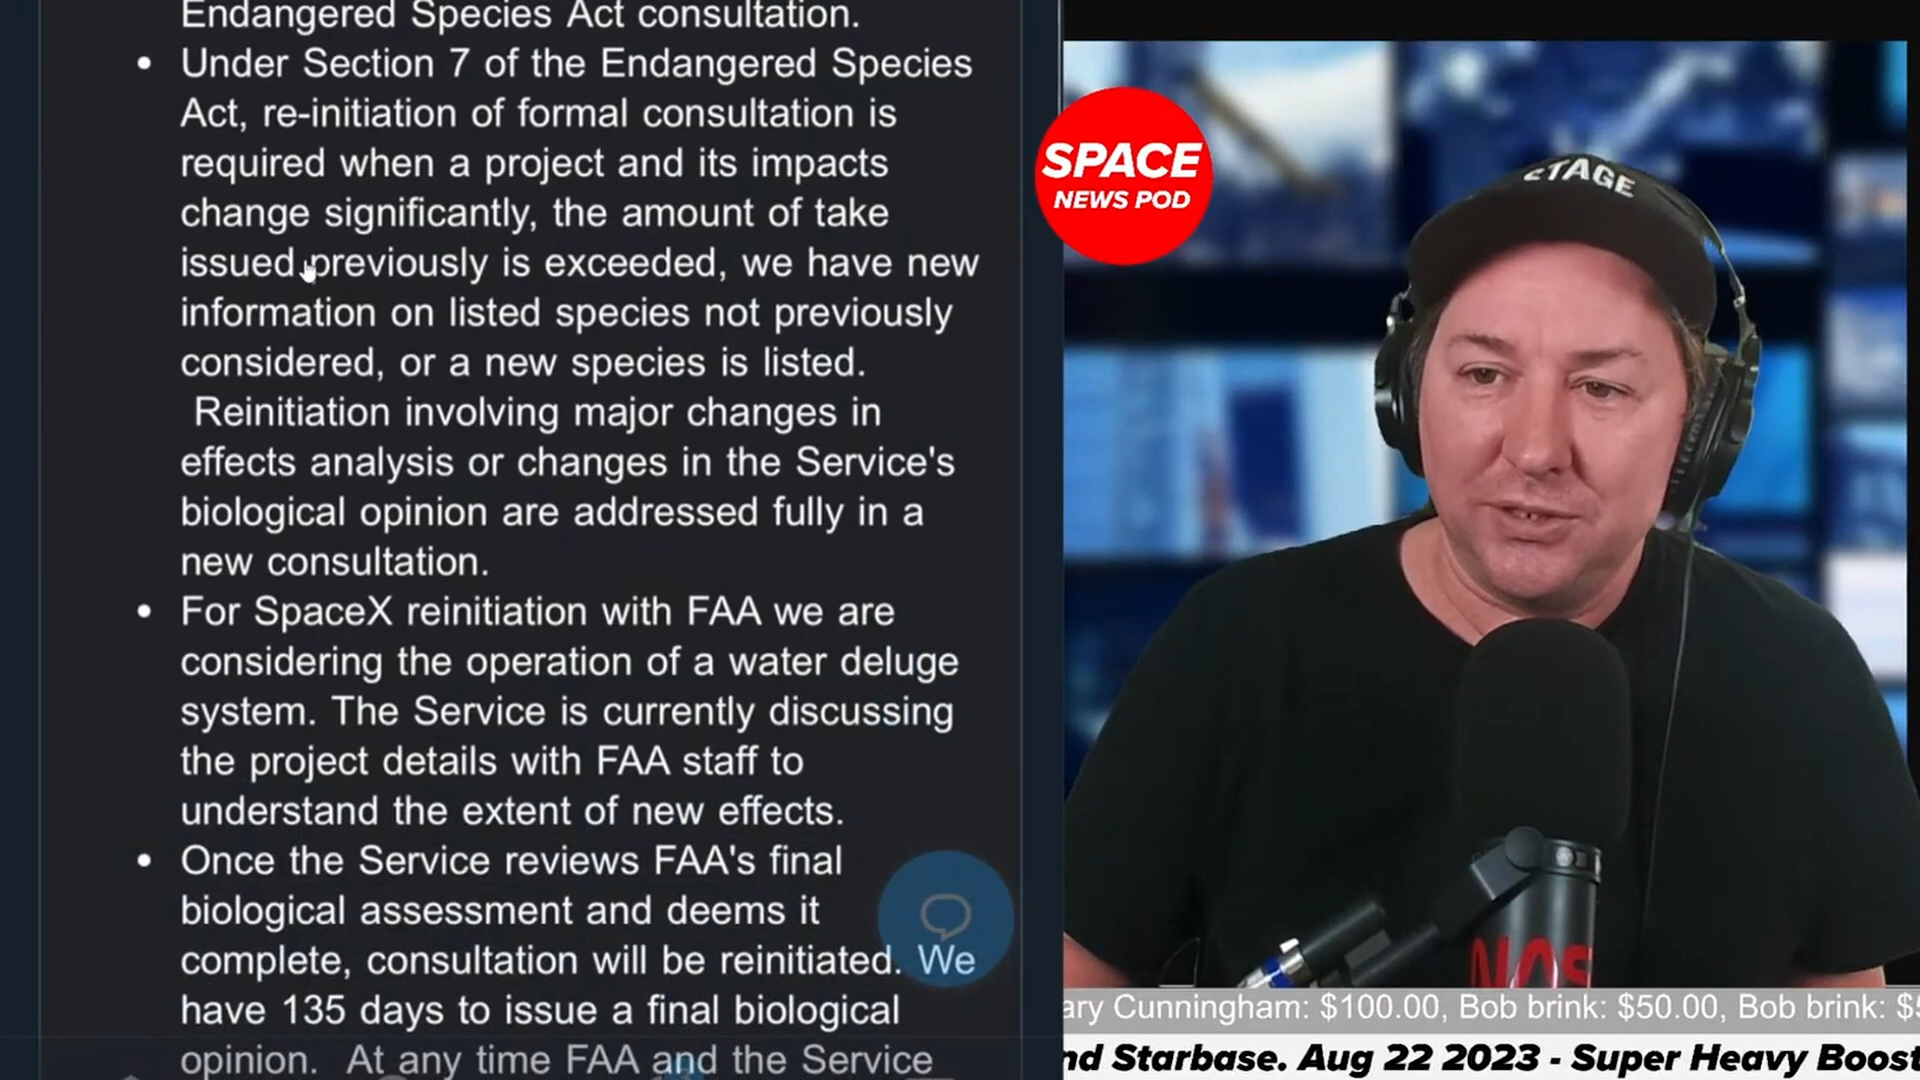 Endangered Species Act consultation.
• Under Section 7 of the Endangered Species
Act, re-initiation of formal consultation is
required when a project and its impacts
change significantly, the amount of take
issued previously is exceeded, we have new
information on listed species not previously
considered, or a new species is listed.
Reinitiation involving major changes in
effects analysis or changes in the Service's
biological opinion are addressed fully in a
new consultation.
• For SpaceX reinitiation with FAA we are
considering the operation of a water deluge
system. The Service is currently discussing
the project details with FAA staff to
understand the extent of new effects.
• Once the Service reviews FAA's final
biological assessment and deems it
complete, consultation will be reinitiated. We
have 135 days to issue a final biological
opinion. At any time FAA and the Service
SPACE
NEWS POD
STAGE
ary Cunningham: $100.00, Bob brink: $50.00, Bob brink: $5
nd Starbase. Aug 22 2023 - Super Heavy Boost